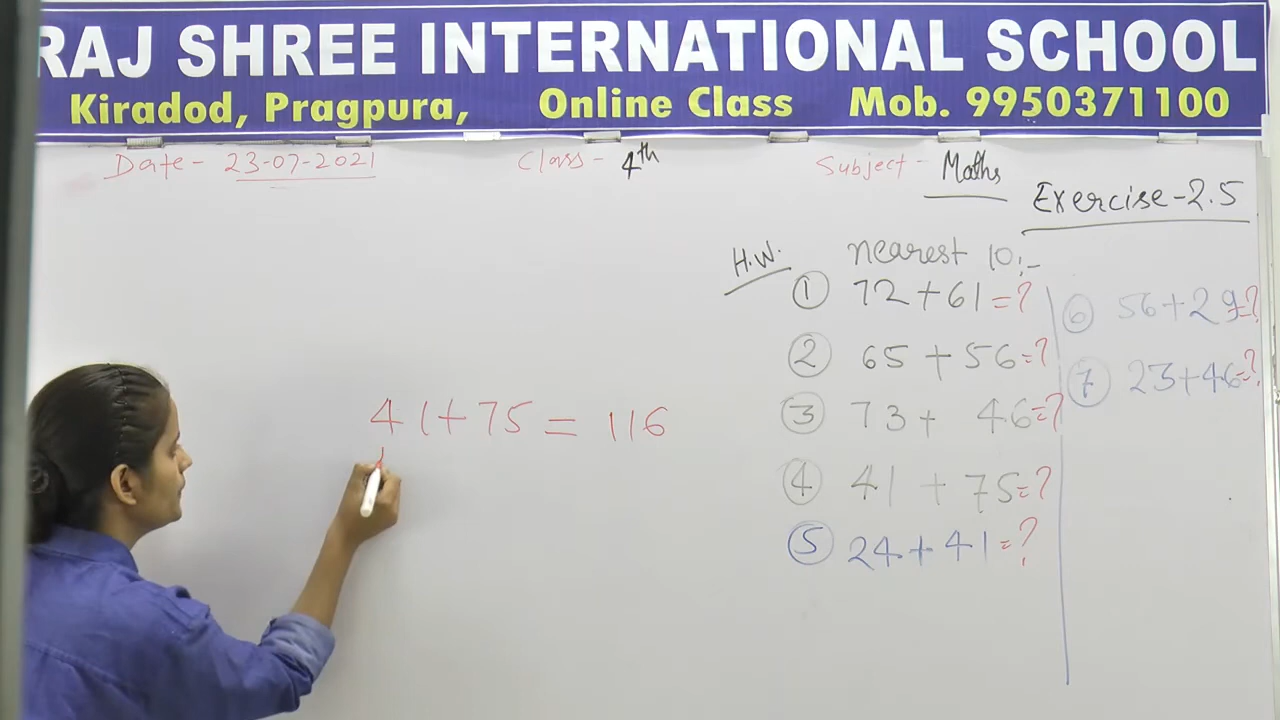 RAJ SHREE INTERNATIONAL SCHOOL
Kiradod, Pragpura, Online Class Mob. 9950371100
Date- 23-07-2021 Class- 4th Subject- Maths
Exercise-2.5
H.W. nearest 10:-
1 72+61=?
2 65+56=?
3 73+ 46=?
4 41+75=?
5 24+41=?
6 56+29=?
7 23+46=?
41+75=116